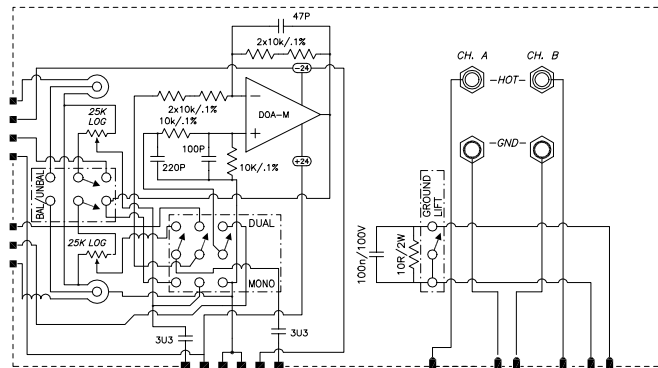 47P
2x10k/.1%
CH. A
CH. B
-24
-HOT-
25K
LOG
2x10k/.1%
DOA-M
10k/.1%
-GND-
100P
+24
220P
10K/.1%
BAL/UNBAL
GROUND
LIFT
DUAL
25K LOG
100n/100V
10R/2W
MONO
3U3
3U3